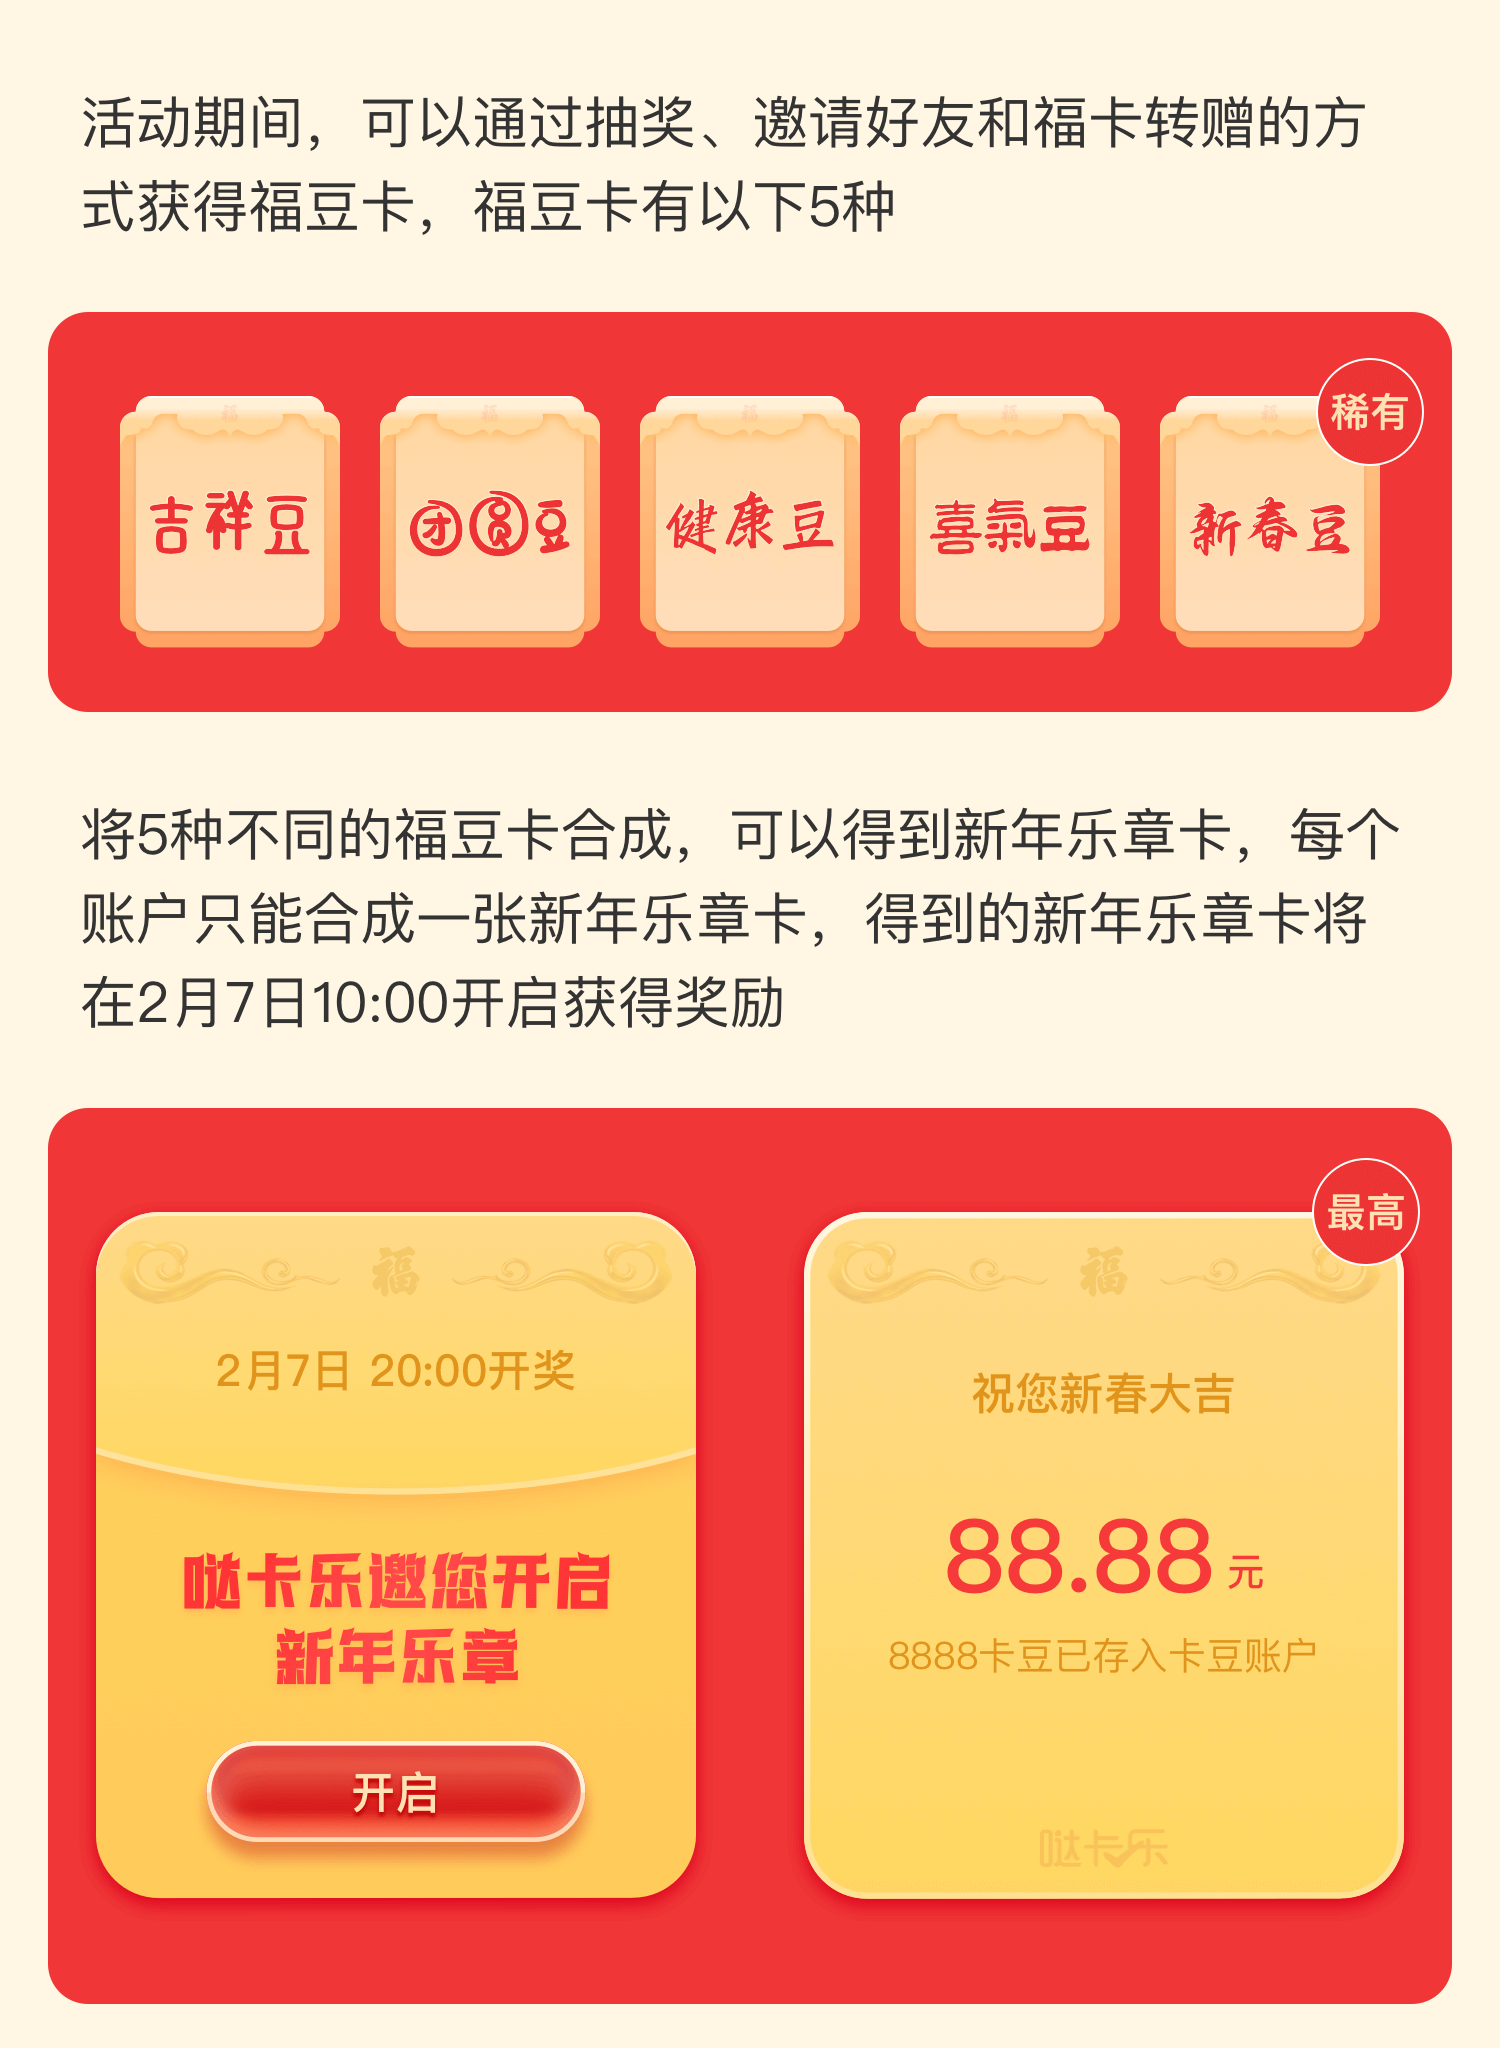 活动期间，可以通过抽奖、邀请好友和福卡转赠的方
式获得福豆卡，福豆卡有以下5种
福 福 福 福 福
稀有
吉祥豆
团圆豆
健康豆
喜氣豆
新春豆
将5种不同的福豆卡合成，可以得到新年乐章卡，每个
账户只能合成一张新年乐章卡，得到的新年乐章卡将
在2月7日10:00开启获得奖励
福
2月7日 20:00开奖
哒卡乐邀您开启
新年乐章
开启
最高
福
祝您新春大吉
88.88 元
8888卡豆已存入卡豆账户
哒卡乐